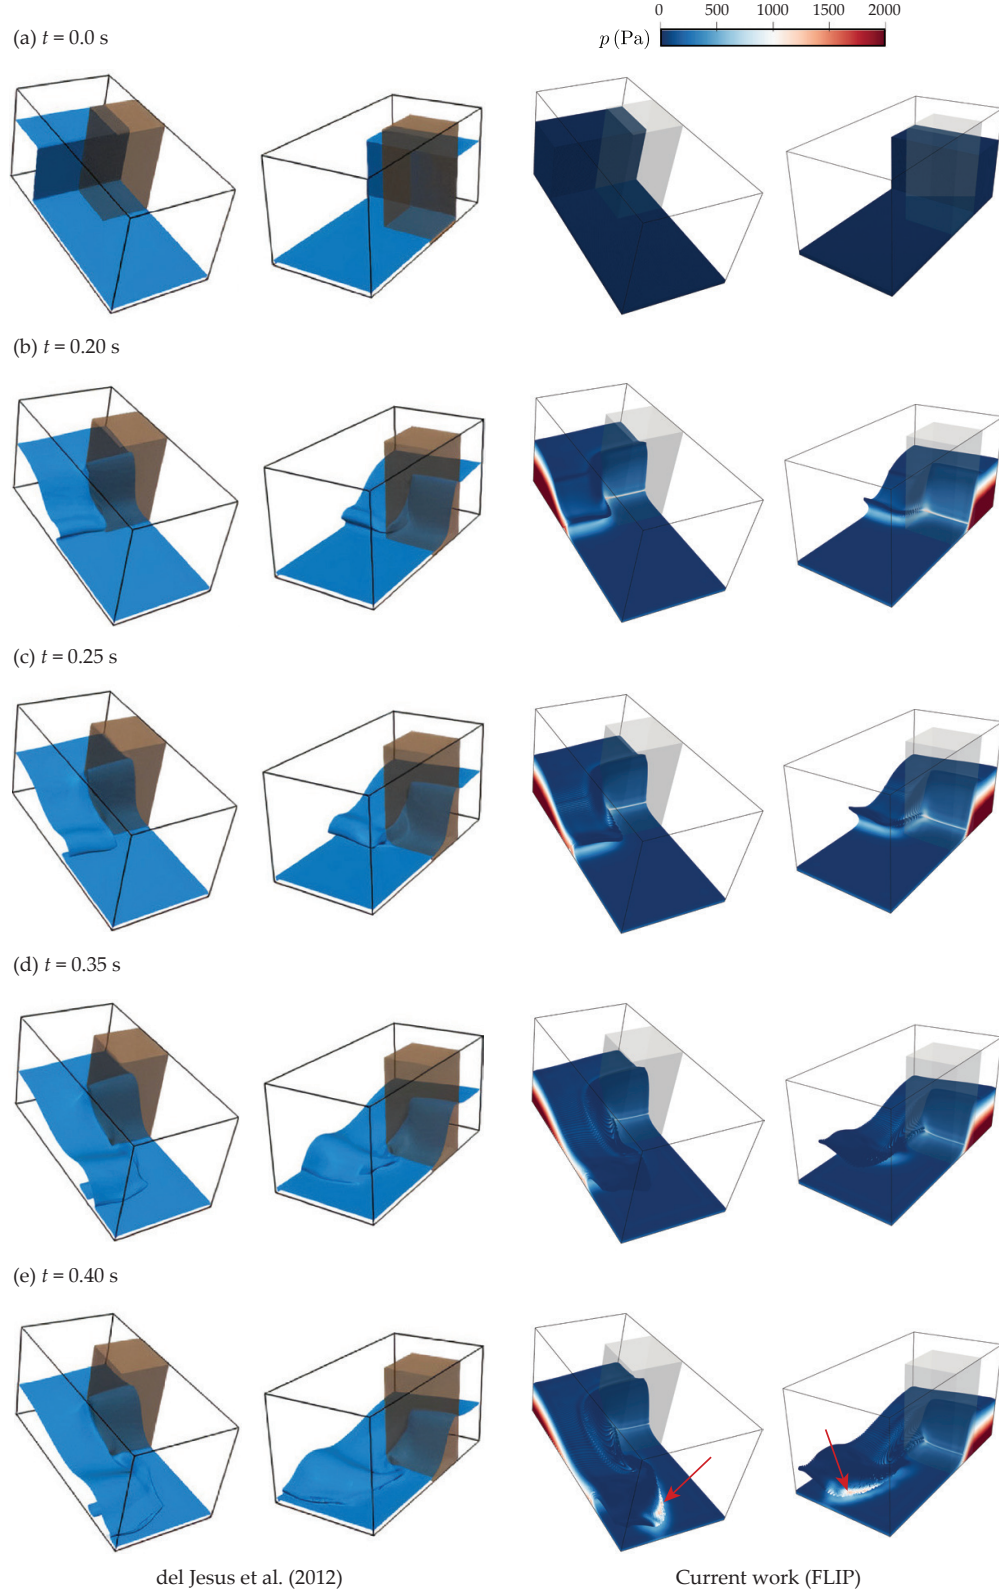 0 500 1000 1500 2000
(a) t = 0.0 s
p (Pa)
(b) t = 0.20 s
(c) t = 0.25 s
(d) t = 0.35 s
(e) t = 0.40 s
del Jesus et al. (2012)
Current work (FLIP)